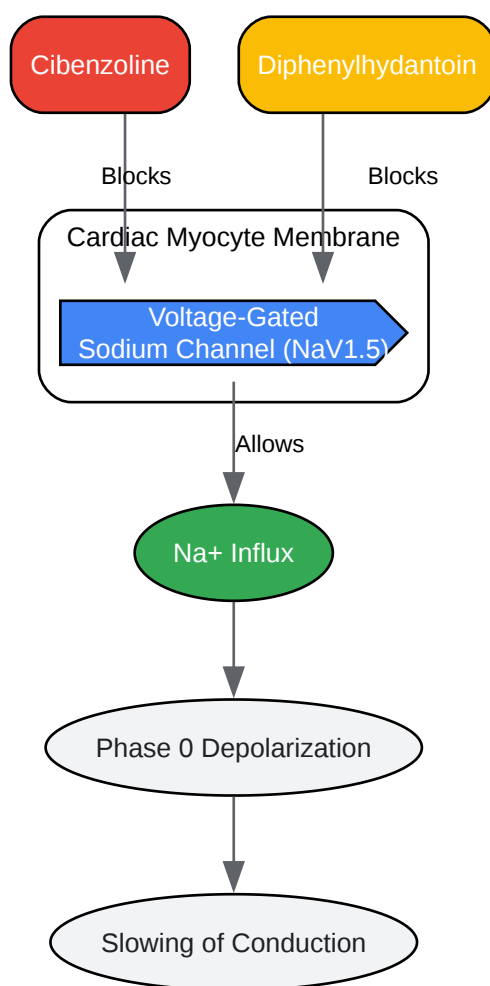 Cibenzoline
Diphenylhydantoin
Blocks
Blocks
Cardiac Myocyte Membrane
Voltage-Gated
Sodium Channel (NaV1.5)
Allows
Na+ Influx
Phase 0 Depolarization
Slowing of Conduction